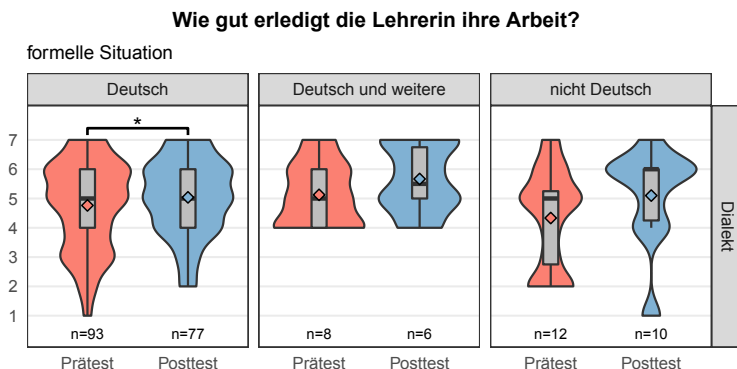 Wie gut erledigt die Lehrerin ihre Arbeit?
formelle Situation
Deutsch
Deutsch und weitere
nicht Deutsch
*
7
6
5
4
3
2
1
Dialekt
n=93 n=77 n=8 n=6 n=12 n=10
Prätest Posttest Prätest Posttest Prätest Posttest